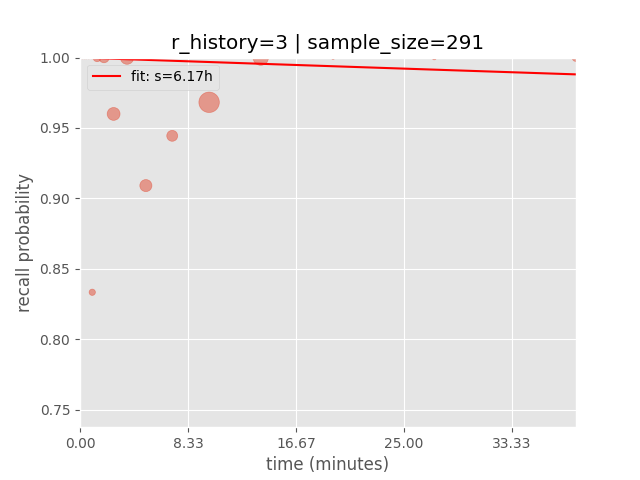 r_history=3 | sample_size=291
fit: s=6.17h
recall probability
1.00
0.95
0.90
0.85
0.80
0.75
0.00 8.33 16.67 25.00 33.33
time (minutes)